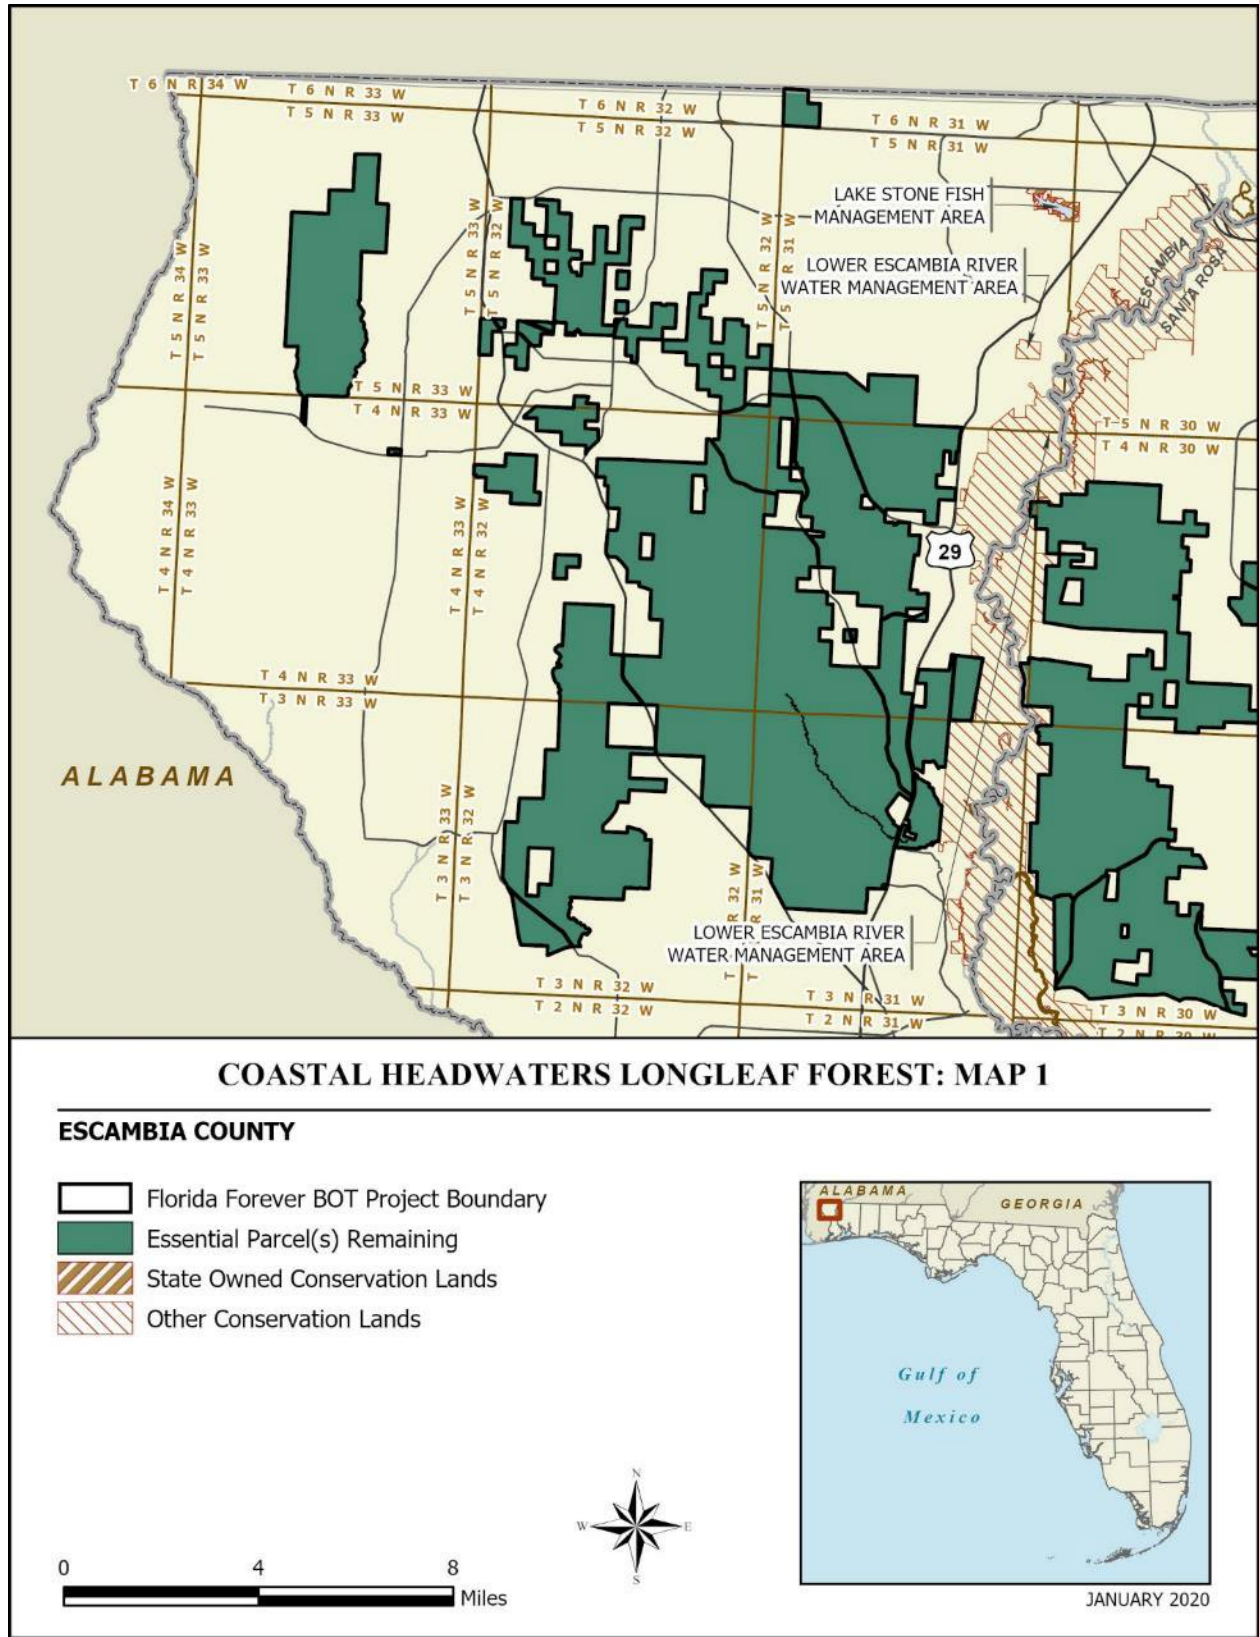 T 6 N R 34 W
T 6 N R 33 W
T 5 N R 33 W
T 6 N R 32 W
T 5 N R 32 W
T 6 N R 31 W
T 5 N R 31 W
LAKE STONE FISH
MANAGEMENT AREA
LOWER ESCAMBIA RIVER
WATER MANAGEMENT AREA
ESCAMBIA
SANTA ROSA
T 5 N R 34 W
T 5 N R 33 W
T 5 N R 33 W
T 5 N R 32 W
T 5 N R 32 W
T 5 N R 31 W
T 5 N R 33 W
T 4 N R 33 W
T 5 N R 30 W
T 4 N R 30 W
T 4 N R 34 W
T 4 N R 33 W
T 4 N R 33 W
T 4 N R 32 W
29
T 4 N R 33 W
T 3 N R 33 W
ALABAMA
T 3 N R 33 W
T 3 N R 32 W
R 32 W
R 31 W
LOWER ESCAMBIA RIVER
WATER MANAGEMENT AREA
T 3 N R 32 W
T 2 N R 32 W
T 3 N R 31 W
T 2 N R 31 W
T 3 N R 30 W
T 2 N R 30 W
COASTAL HEADWATERS LONGLEAF FOREST: MAP 1
ESCAMBIA COUNTY
Florida Forever BOT Project Boundary
Essential Parcel(s) Remaining
State Owned Conservation Lands
Other Conservation Lands
ALABAMA
GEORGIA
Gulf of
Mexico
N
W E
S
0 4 8
Miles
JANUARY 2020